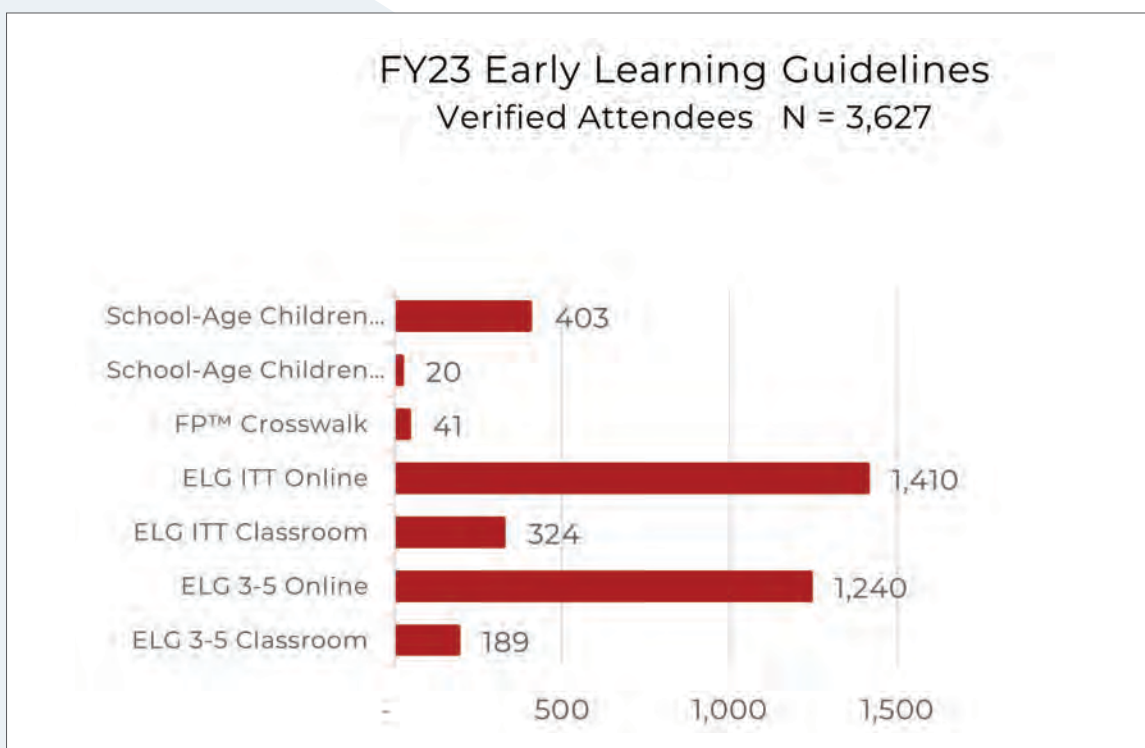 FY23 Early Learning Guidelines
Verified Attendees N = 3,627
School-Age Children... 403
School-Age Children... 20
FP™ Crosswalk 41
ELG ITT Online 1,410
ELG ITT Classroom 324
ELG 3-5 Online 1,240
ELG 3-5 Classroom 189
- 500 1,000 1,500